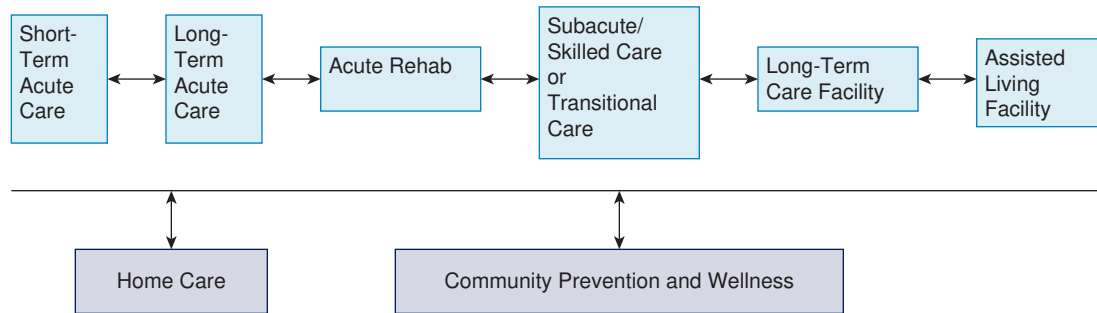 Short-
Term
Acute
Care
Long-
Term
Acute
Care
Acute Rehab
Subacute/
Skilled Care
or
Transitional
Care
Long-Term
Care Facility
Assisted
Living
Facility
Home Care
Community Prevention and Wellness